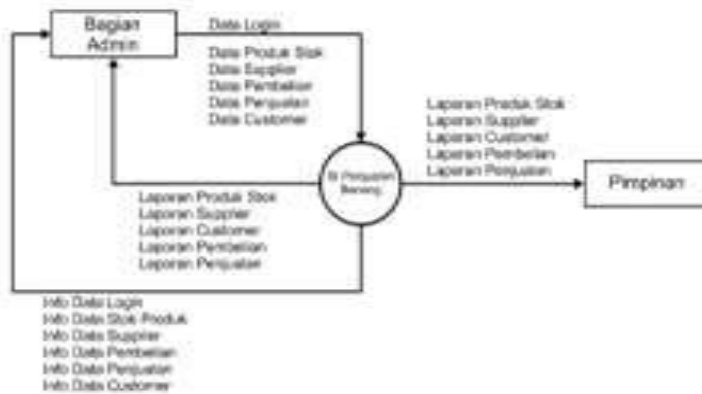 Bagian
Admin
Data Login
Data Produk Stok
Data Supplier
Data Pembelian
Data Penjualan
Data Customer
Laporan Produk Stok
Laporan Supplier
Laporan Customer
Laporan Pembelian
Laporan Penjualan
SI Penjualan
Barang
Pimpinan
Laporan Produk Stok
Laporan Supplier
Laporan Customer
Laporan Pembelian
Laporan Penjualan
Info Data Login
Info Data Stok Produk
Info Data Supplier
Info Data Pembelian
Info Data Penjualan
Info Data Customer